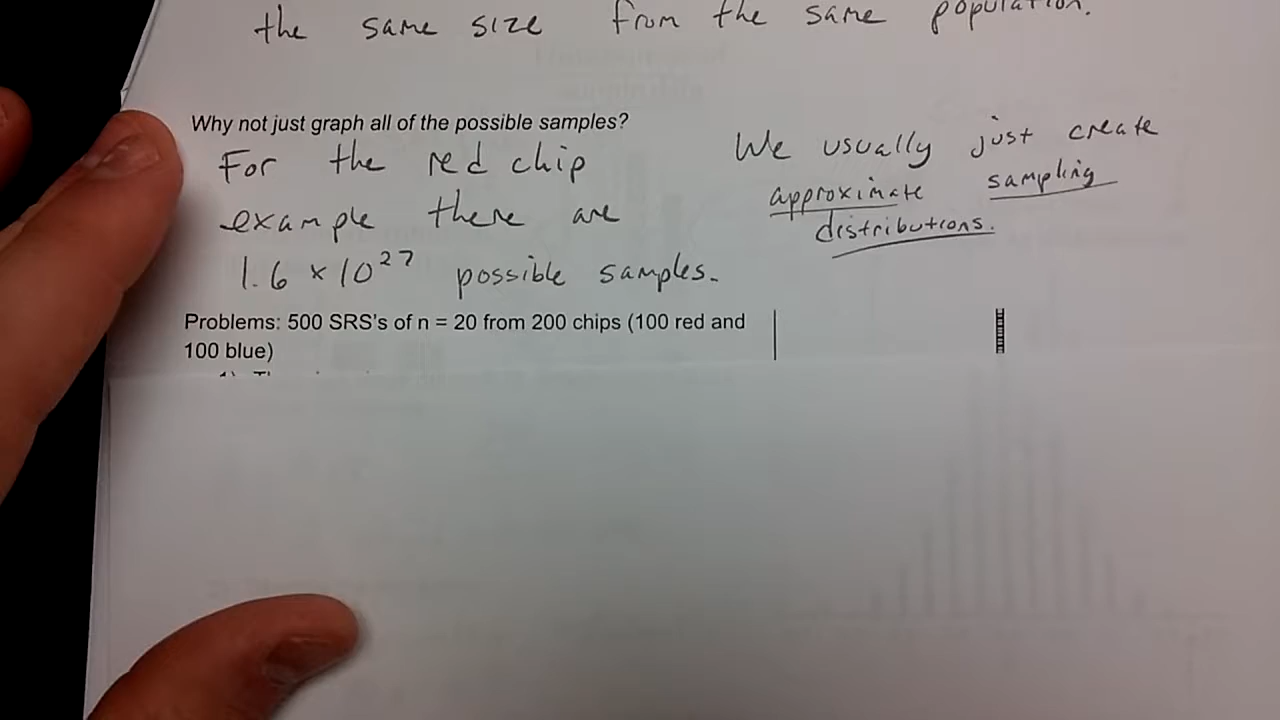 the same size from the same population.
Why not just graph all of the possible samples?
For the red chip
example there are
1.6 × 10²⁷ possible samples.
We usually just create
approximate sampling
distributions.
Problems: 500 SRS's of n = 20 from 200 chips (100 red and
100 blue)